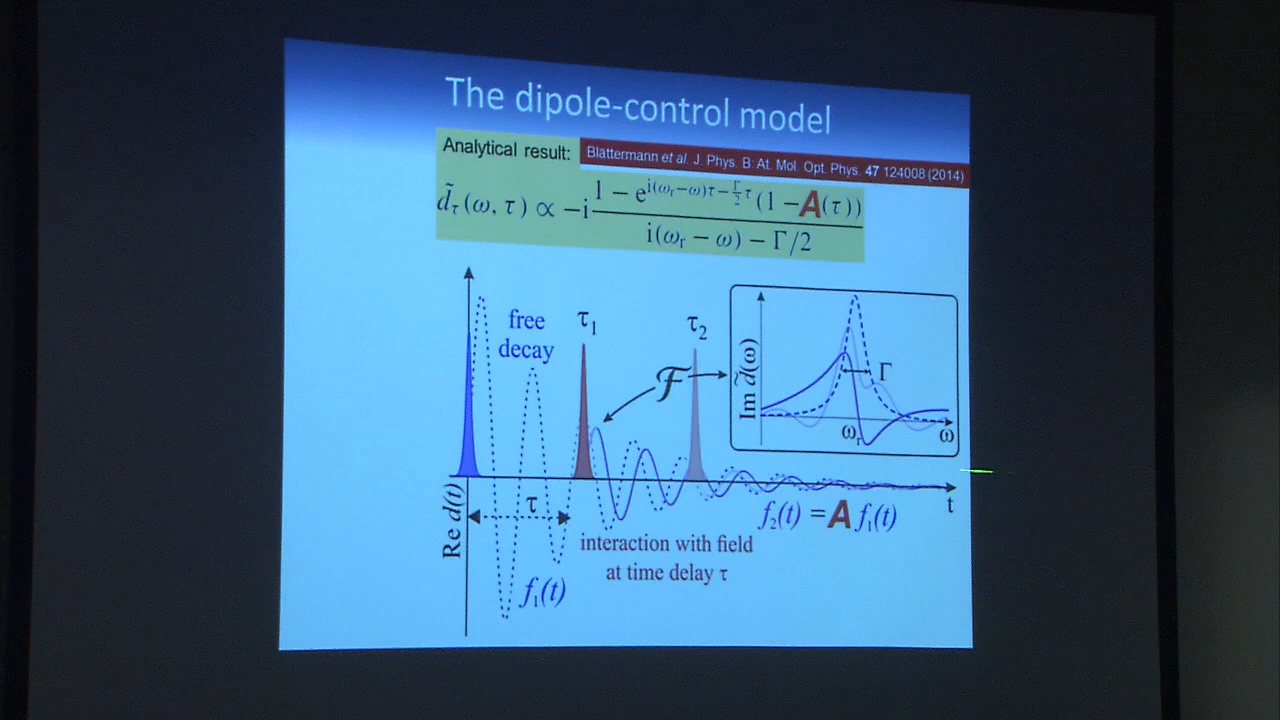 The dipole-control model
Analytical result: Blattermann et al. J. Phys. B: At. Mol. Opt. Phys. 47 124008 (2014)
d̃τ(ω, τ) ∝ −i (1 − e^{i(ωr−ω)τ−Γ/2 τ}(1 − A(τ))) / (i(ωr − ω) − Γ/2)
free
decay
τ1
τ2
F
Im d̃(ω)
Γ
ωr
ω
Re d(t)
τ
t
f2(t) = A f1(t)
interaction with field
at time delay τ
f1(t)